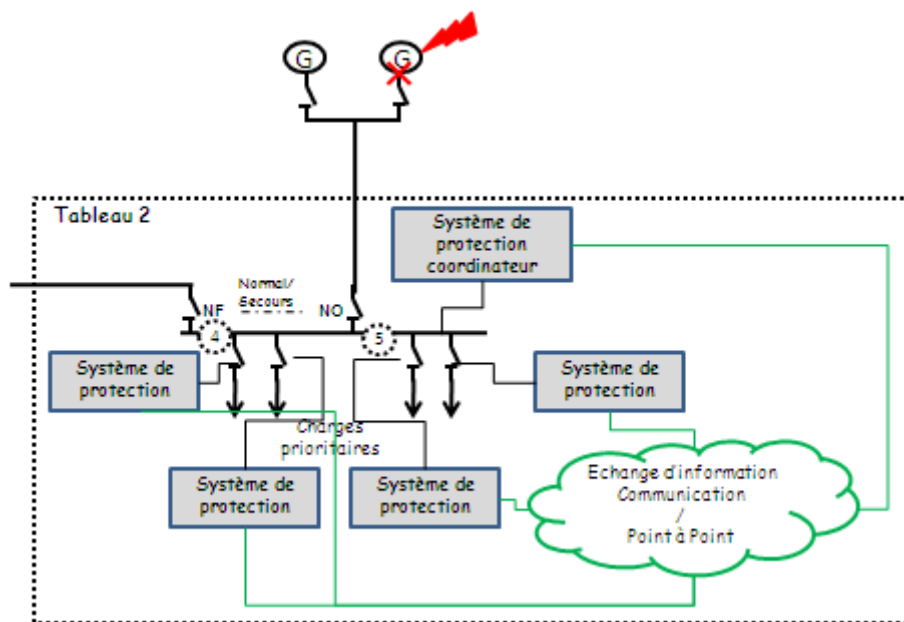 G
G
Tableau 2
Système de
protection
coordinateur
Normal/
Secours
NF
NO
4
5
Système de
protection
Système de
protection
Charges
prioritaires
Système de
protection
Système de
protection
Echange d'information
Communication
/
Point à Point